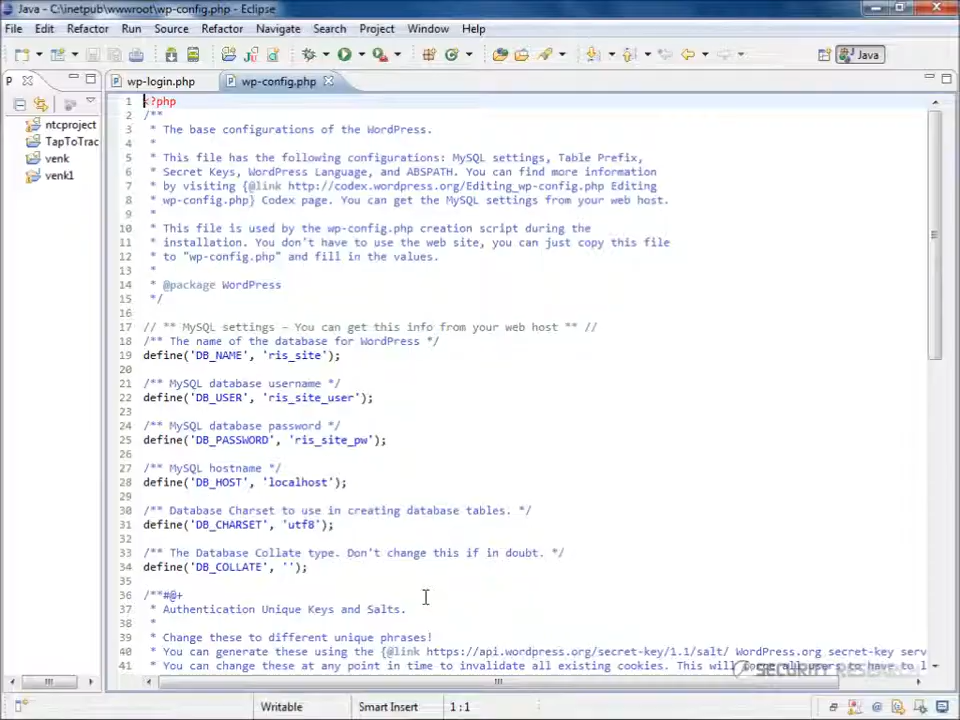 Java - C:\inetpub\wwwroot\wp-config.php - Eclipse
File Edit Refactor Run Source Refactor Navigate Search Project Run Window Help
Java
P
wp-login.php
wp-config.php
ntcproject
TapToTrac
venk
venk1
1 <?php
2 /**
3 * The base configurations of the WordPress.
4 *
5 * This file has the following configurations: MySQL settings, Table Prefix,
6 * Secret Keys, WordPress Language, and ABSPATH. You can find more information
7 * by visiting {@link http://codex.wordpress.org/Editing_wp-config.php Editing
8 * wp-config.php} Codex page. You can get the MySQL settings from your web host.
9 *
10 * This file is used by the wp-config.php creation script during the
11 * installation. You don't have to use the web site, you can just copy this file
12 * to "wp-config.php" and fill in the values.
13 *
14 * @package WordPress
15 */
16
17 // ** MySQL settings - You can get this info from your web host ** //
18 /** The name of the database for WordPress */
19 define('DB_NAME', 'ris_site');
20
21 /** MySQL database username */
22 define('DB_USER', 'ris_site_user');
23
24 /** MySQL database password */
25 define('DB_PASSWORD', 'ris_site_pw');
26
27 /** MySQL hostname */
28 define('DB_HOST', 'localhost');
29
30 /** Database Charset to use in creating database tables. */
31 define('DB_CHARSET', 'utf8');
32
33 /** The Database Collate type. Don't change this if in doubt. */
34 define('DB_COLLATE', '');
35
36 /**#@+
37 * Authentication Unique Keys and Salts.
38 *
39 * Change these to different unique phrases!
40 * You can generate these using the {@link https://api.wordpress.org/secret-key/1.1/salt/ WordPress.org secret-key serv
41 * You can change these at any point in time to invalidate all existing cookies. This will force all users to have to l
Writable Smart Insert 1:1